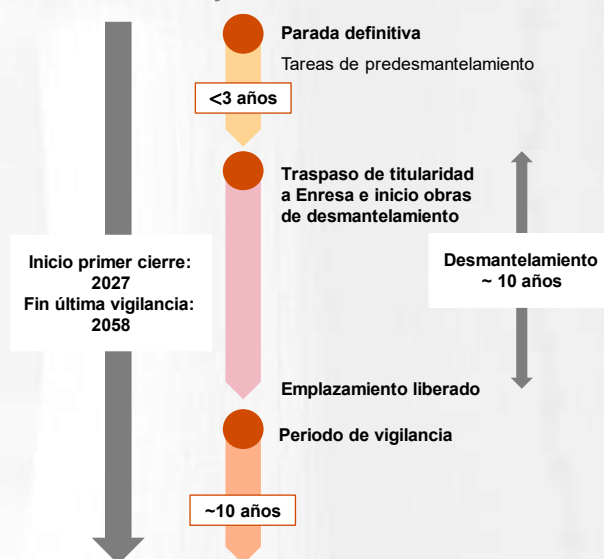 Parada definitiva
Tareas de predesmantelamiento
<3 años
Traspaso de titularidad
a Enresa e inicio obras
de desmantelamiento
Inicio primer cierre:
2027
Fin última vigilancia:
2058
Desmantelamiento
~ 10 años
Emplazamiento liberado
Periodo de vigilancia
~10 años